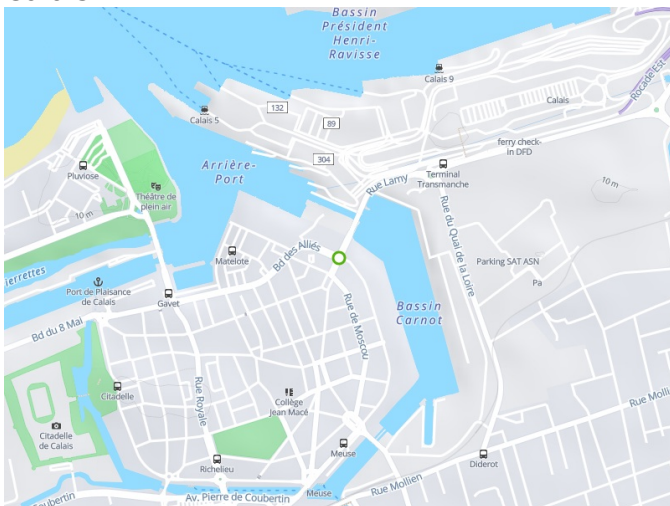 Bassin
Président
Henri-
Ravisse
Calais 9
Rocade Est
Calais 5
132
89
Calais
304
ferry check-
in DFD
Arrière-
Port
Pluviose
Théâtre de
plein air
Rue Lamy
Terminal
Transmanche
10 m
10 m
Rue du Quai de la Loire
Bd des Alliés
Matelote
Parking SAT ASN
Pa
ierrettes
Port de Plaisance
de Calais
Gavet
Bassin
Carnot
Rue de Moscou
Bd du 8 Mai
Rue Royale
Citadelle
Collège
Jean Macé
Rue Molli
Citadelle
de Calais
Meuse
Richelieu
Diderot
Coubertin
Av. Pierre de Coubertin
Meuse
Rue Mollien